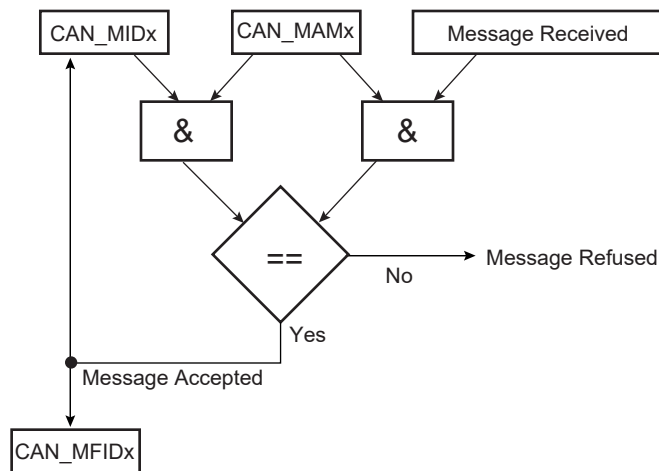 CAN_MIDx
CAN_MAMx
Message Received
&
&
==
No
Message Refused
Yes
Message Accepted
CAN_MFIDx